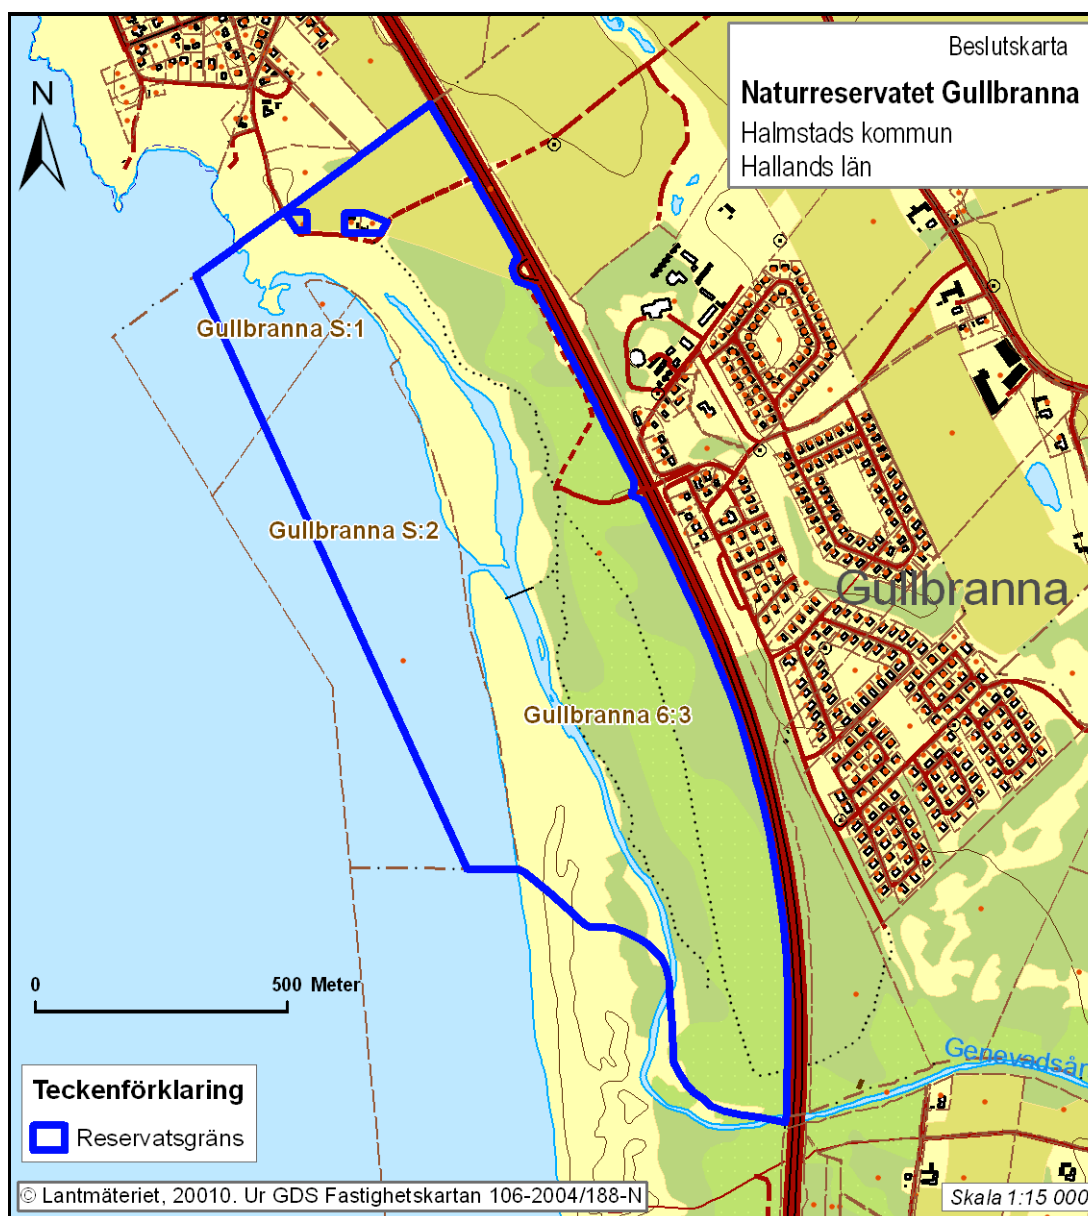 Beslutskarta
Naturreservatet Gullbranna
Halmstads kommun
Hallands län
N
Gullbranna S:1
Gullbranna S:2
Gullbranna
Gullbranna 6:3
0 500 Meter
Genevadsån
Teckenförklaring
Reservatsgräns
© Lantmäteriet, 20010. Ur GDS Fastighetskartan 106-2004/188-N
Skala 1:15 000